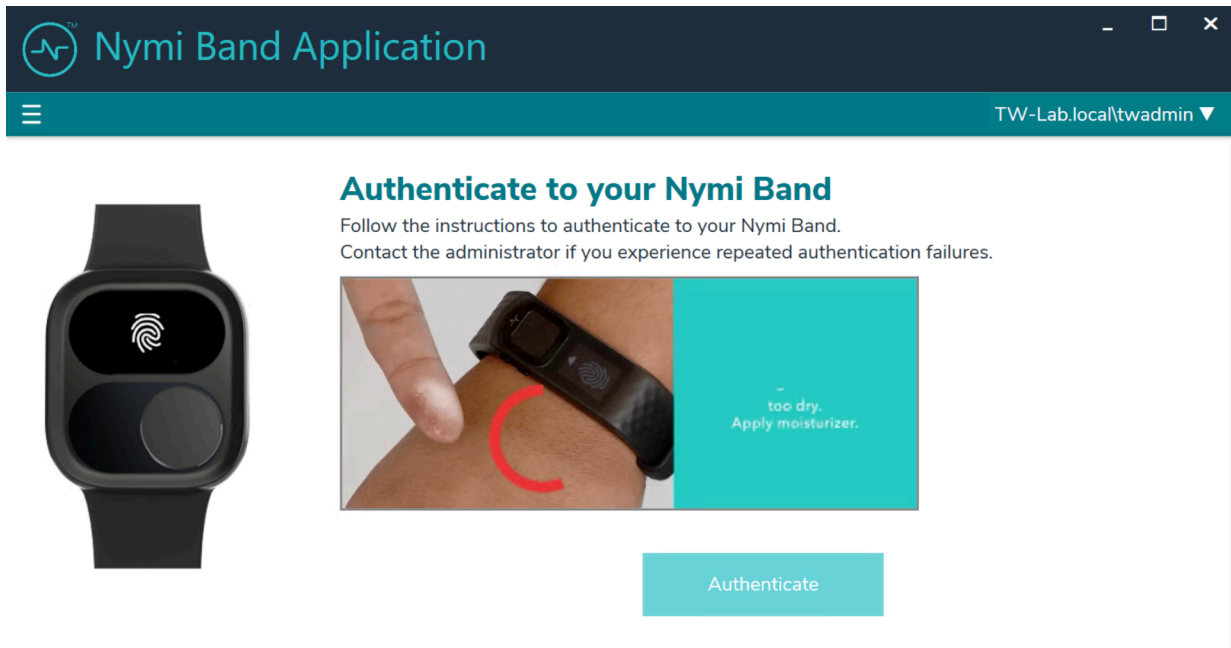 Nymi Band Application
TM
TW-Lab.local\twadmin ▼
Authenticate to your Nymi Band
Follow the instructions to authenticate to your Nymi Band.
Contact the administrator if you experience repeated authentication failures.
too dry.
Apply moisturizer.
Authenticate